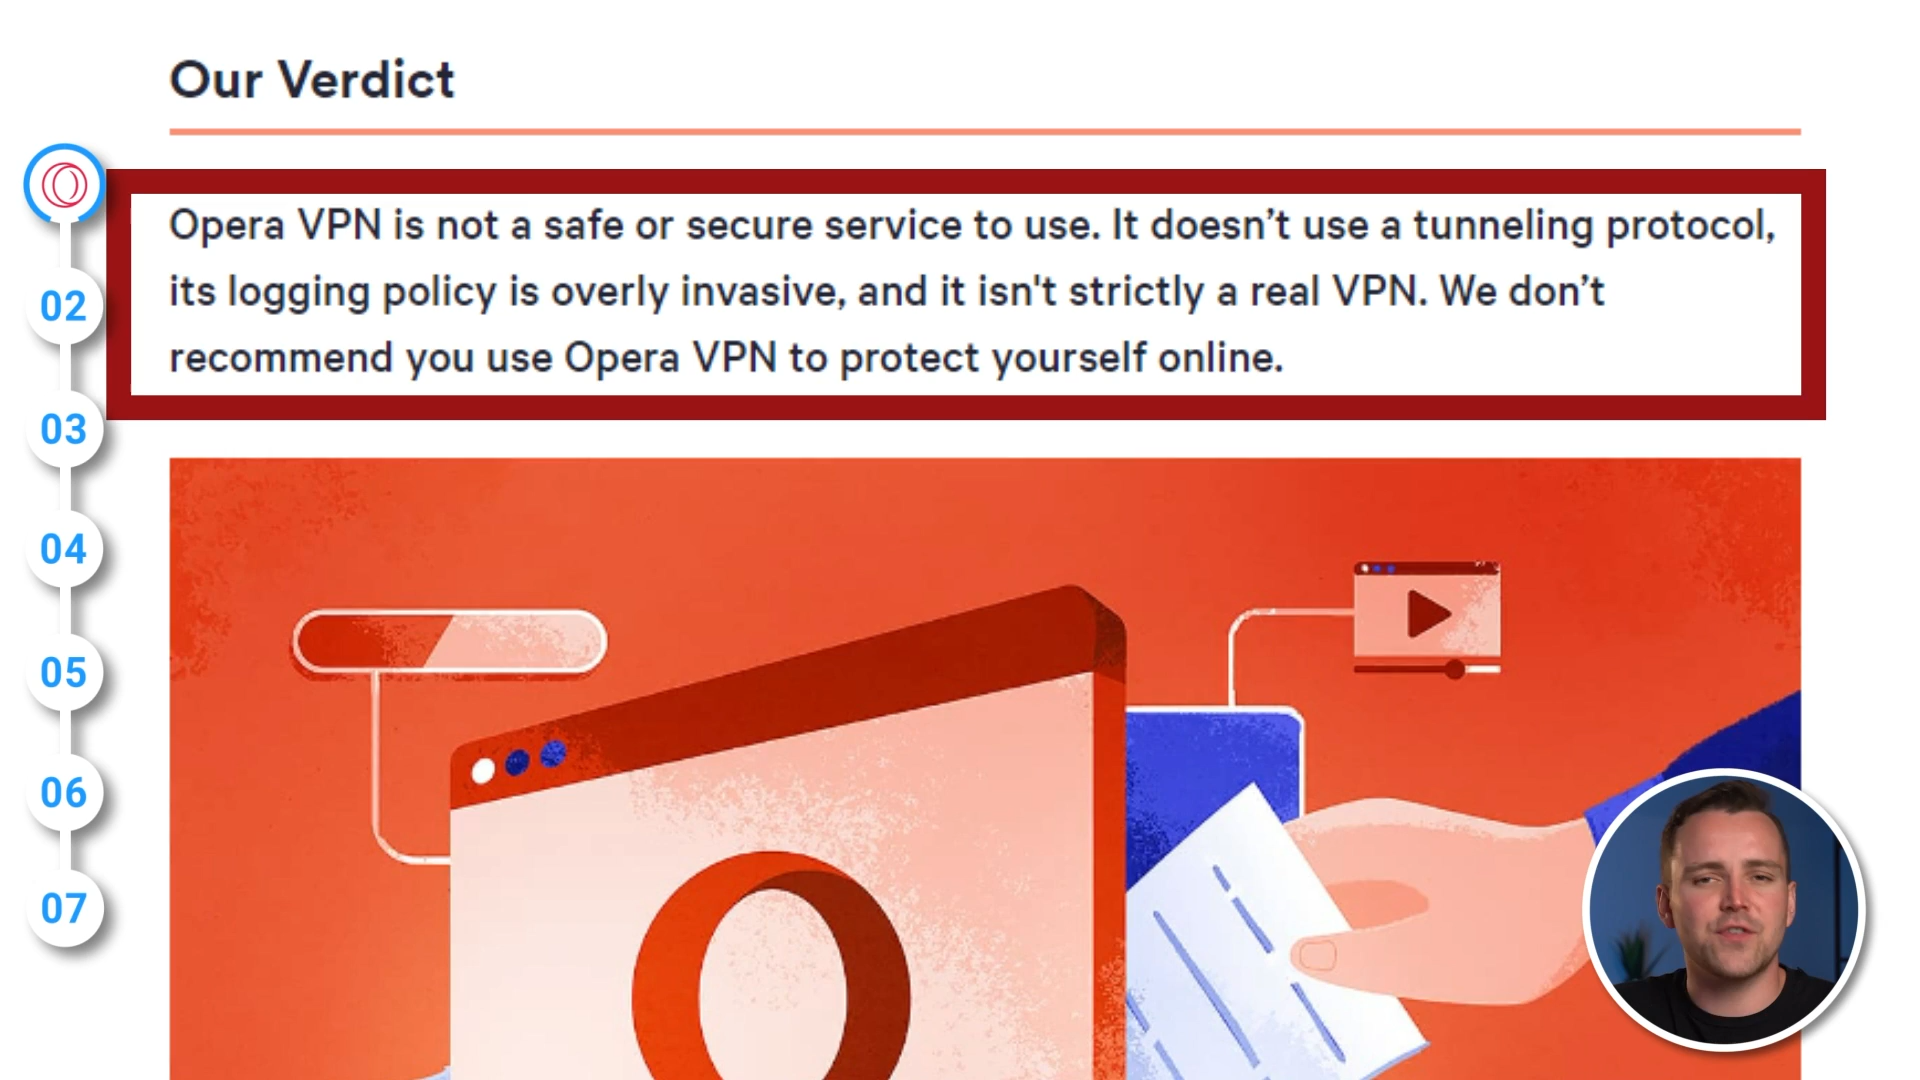 Our Verdict
Opera VPN is not a safe or secure service to use. It doesn’t use a tunneling protocol,
its logging policy is overly invasive, and it isn't strictly a real VPN. We don’t
recommend you use Opera VPN to protect yourself online.
02
03
04
05
06
07